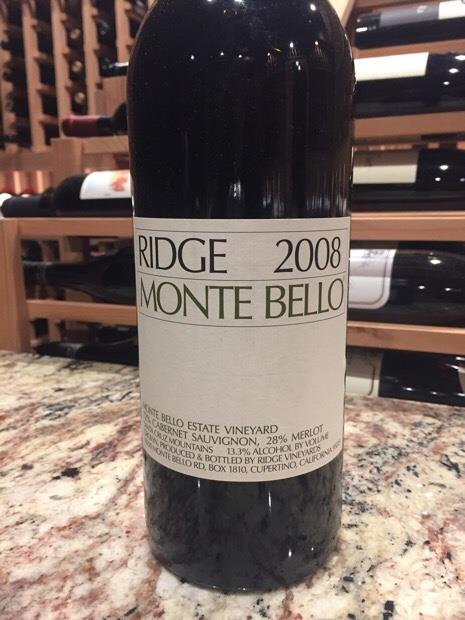 RIDGE 2008
MONTE BELLO
MONTE BELLO ESTATE VINEYARD
CABERNET SAUVIGNON, 28% MERLOT
CRUZ MOUNTAINS 13.3% ALCOHOL BY VOLUME
PRODUCED & BOTTLED BY RIDGE VINEYARDS
MONTE BELLO RD, BOX 1810, CUPERTINO, CALIFORNIA